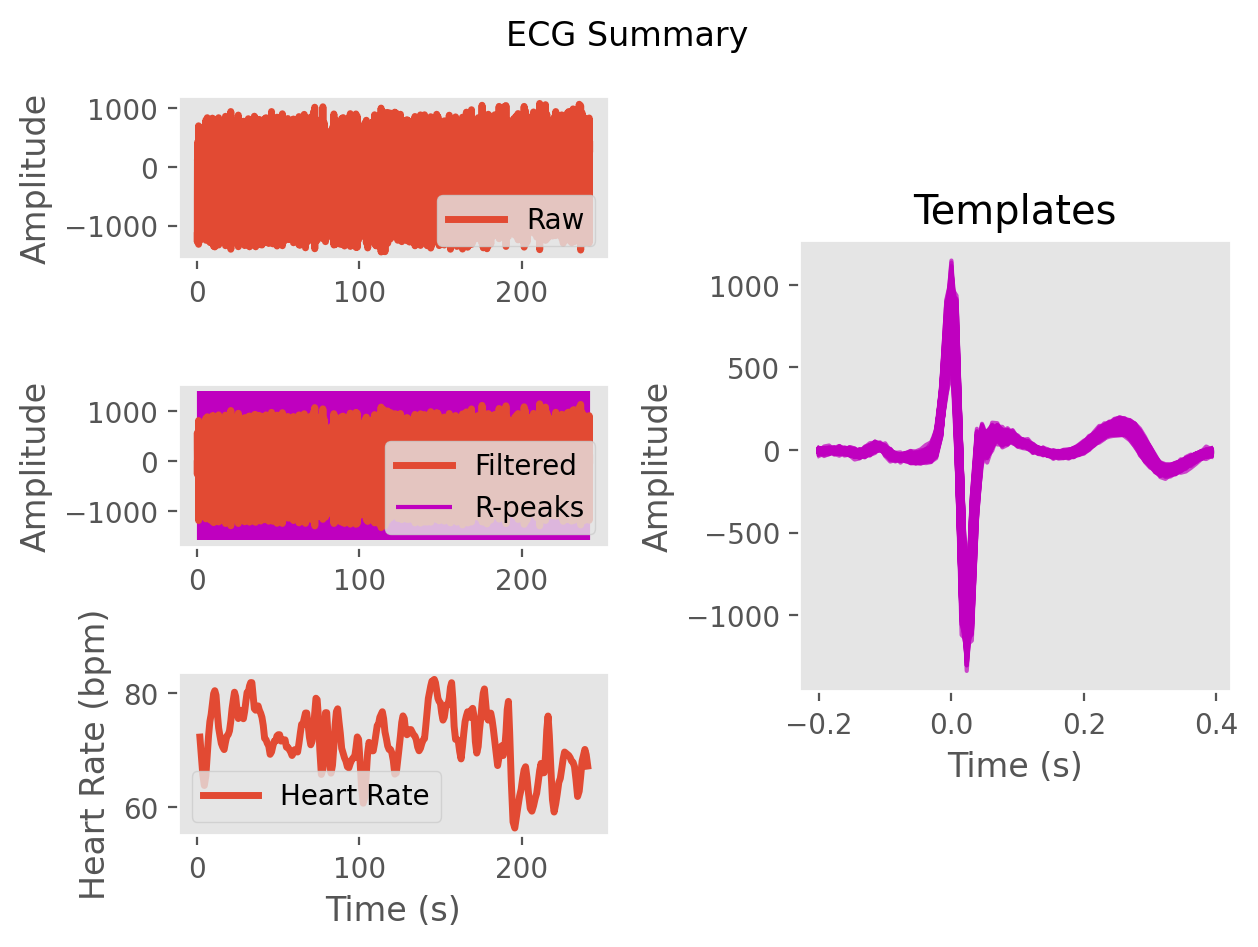 ECG Summary
Amplitude
1000
0
−1000
Raw
0 100 200
Amplitude
1000
0
−1000
Filtered
R-peaks
0 100 200
Heart Rate (bpm)
80
60
Heart Rate
0 100 200
Time (s)
Templates
Amplitude
1000
500
0
−500
−1000
−0.2 0.0 0.2 0.4
Time (s)